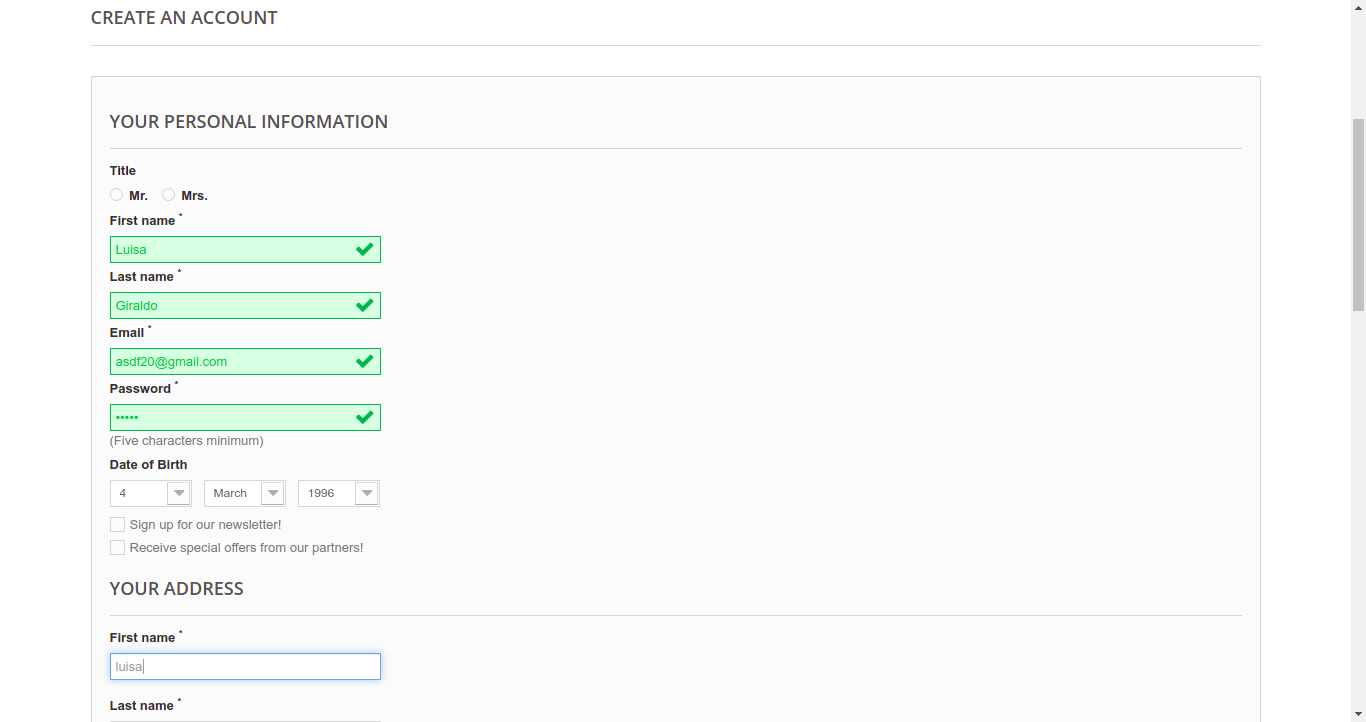 CREATE AN ACCOUNT
YOUR PERSONAL INFORMATION
Title
Mr. Mrs.
First name *
Luisa
Last name *
Giraldo
Email *
asdf20@gmail.com
Password *
•••••
(Five characters minimum)
Date of Birth
4 March 1996
Sign up for our newsletter!
Receive special offers from our partners!
YOUR ADDRESS
First name *
luisa
Last name *